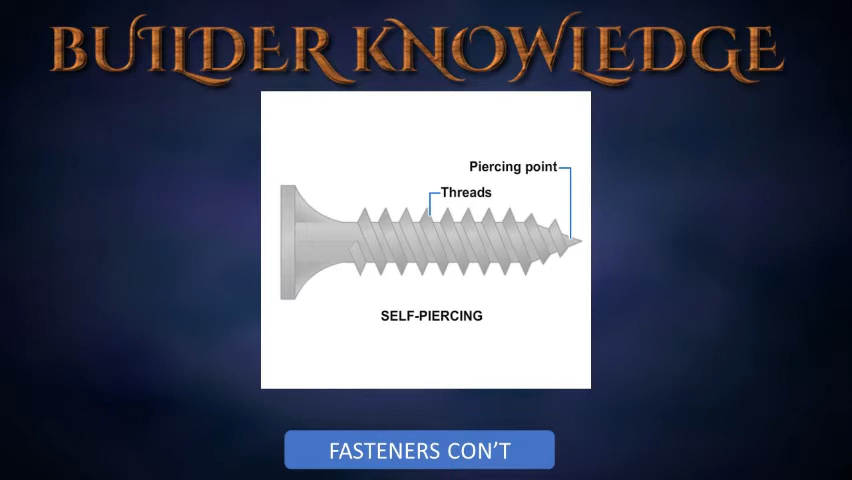 BUILDER KNOWLEDGE
Piercing point
Threads
SELF-PIERCING
FASTENERS CON'T